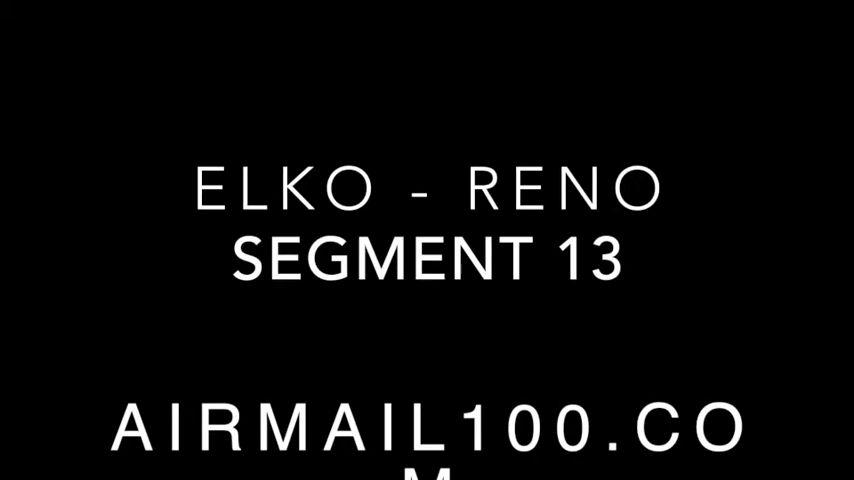 ELKO - RENO
SEGMENT 13
AIRMAIL100.CO
M